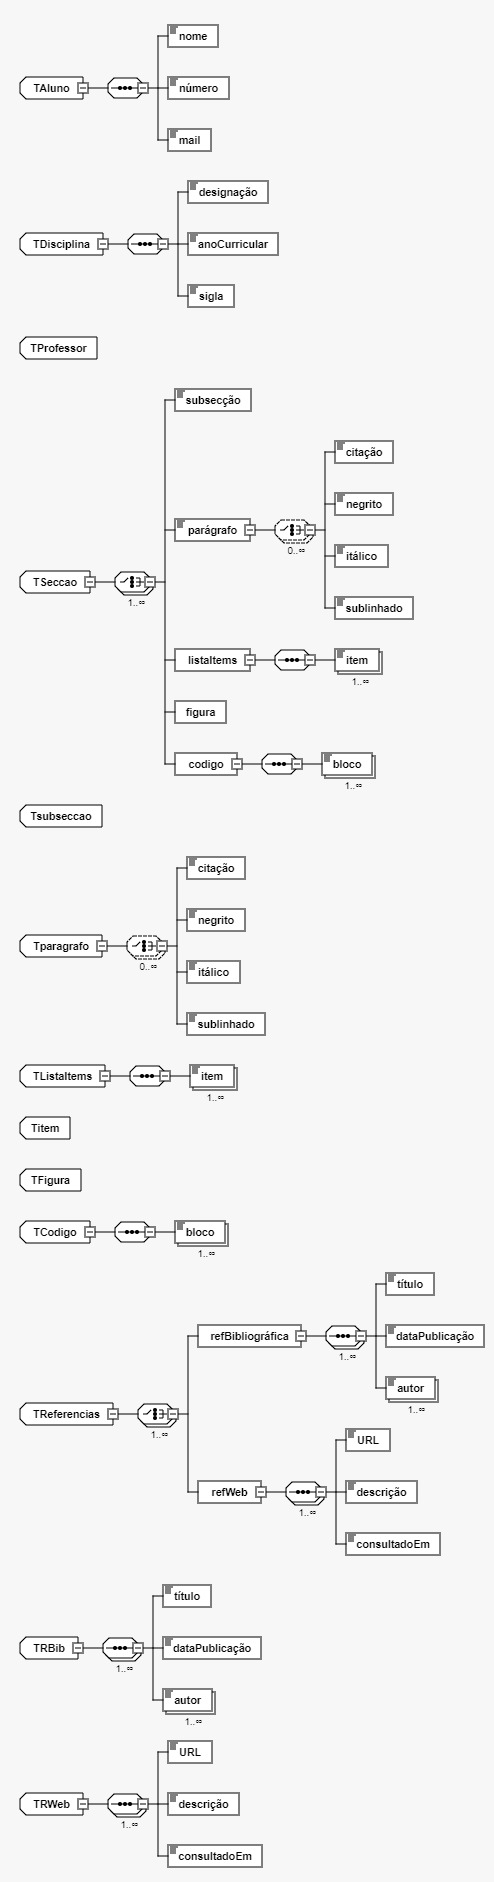 nome
TAluno
número
mail
designação
TDisciplina
anoCurricular
sigla
TProfessor
subsecção
citação
negrito
parágrafo
0..∞
itálico
TSeccao
1..∞
sublinhado
listaItems
item
1..∞
figura
codigo
bloco
1..∞
Tsubseccao
citação
negrito
Tparagrafo
0..∞
itálico
sublinhado
TListaItems
item
1..∞
Titem
TFigura
TCodigo
bloco
1..∞
título
refBibliográfica
1..∞
dataPublicação
autor
1..∞
TReferencias
1..∞
URL
refWeb
1..∞
descrição
consultadoEm
título
TRBib
1..∞
dataPublicação
autor
1..∞
URL
TRWeb
1..∞
descrição
consultadoEm